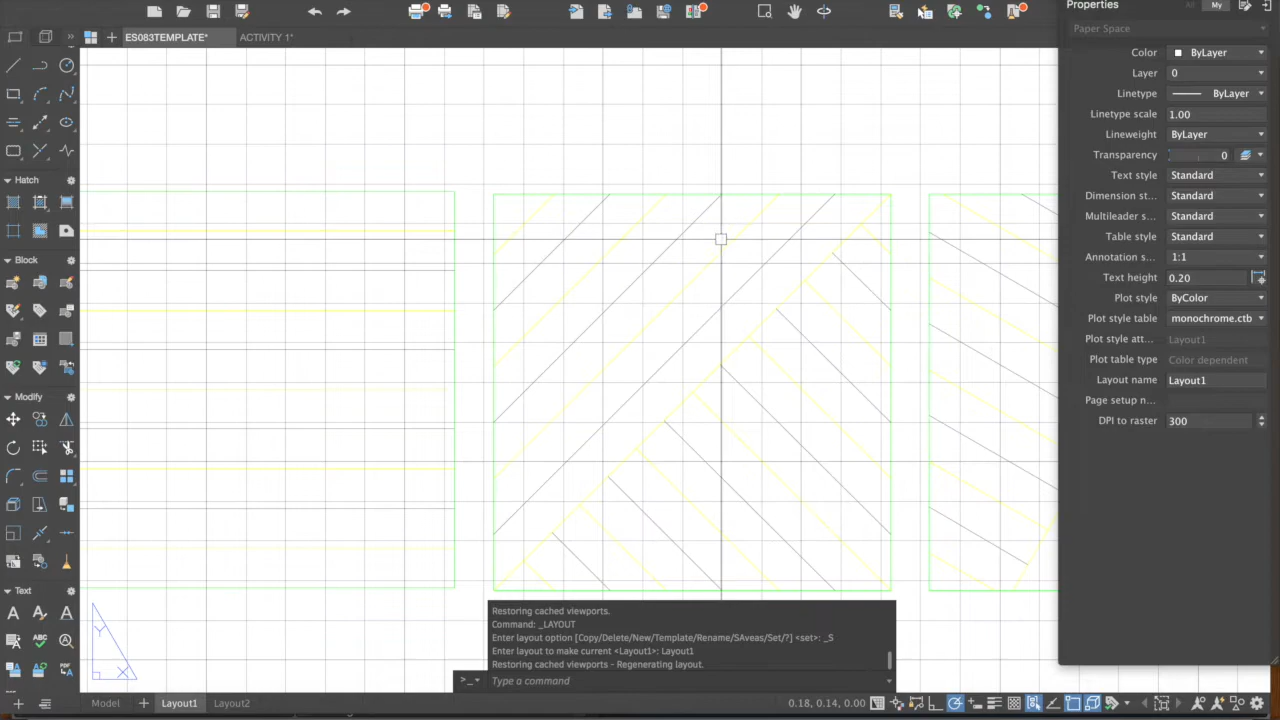 Properties
All
My
ES083TEMPLATE*
ACTIVITY 1*
Paper Space
Color
ByLayer
Layer
0
Linetype
ByLayer
Linetype scale
1.00
Lineweight
ByLayer
Transparency
0
Text style
Standard
Dimension st...
Standard
Multileader s...
Standard
Table style
Standard
Annotation s...
1:1
Text height
0.20
Plot style
ByColor
Plot style table
monochrome.ctb
Plot style att...
Layout1
Plot table type
Color dependent
Layout name
Layout1
Page setup n...
DPI to raster
300
Hatch
Block
Modify
Text
A
A
A
ABC
A
PDF
Y
X
Restoring cached viewports.
Command: _LAYOUT
Enter layout option [Copy/Delete/New/Template/Rename/SAveas/Set/?] <set>: _S
Enter layout to make current <Layout1>: Layout1
Restoring cached viewports - Regenerating layout.
>_ Type a command
Model
Layout1
Layout2
0.18, 0.14, 0.00